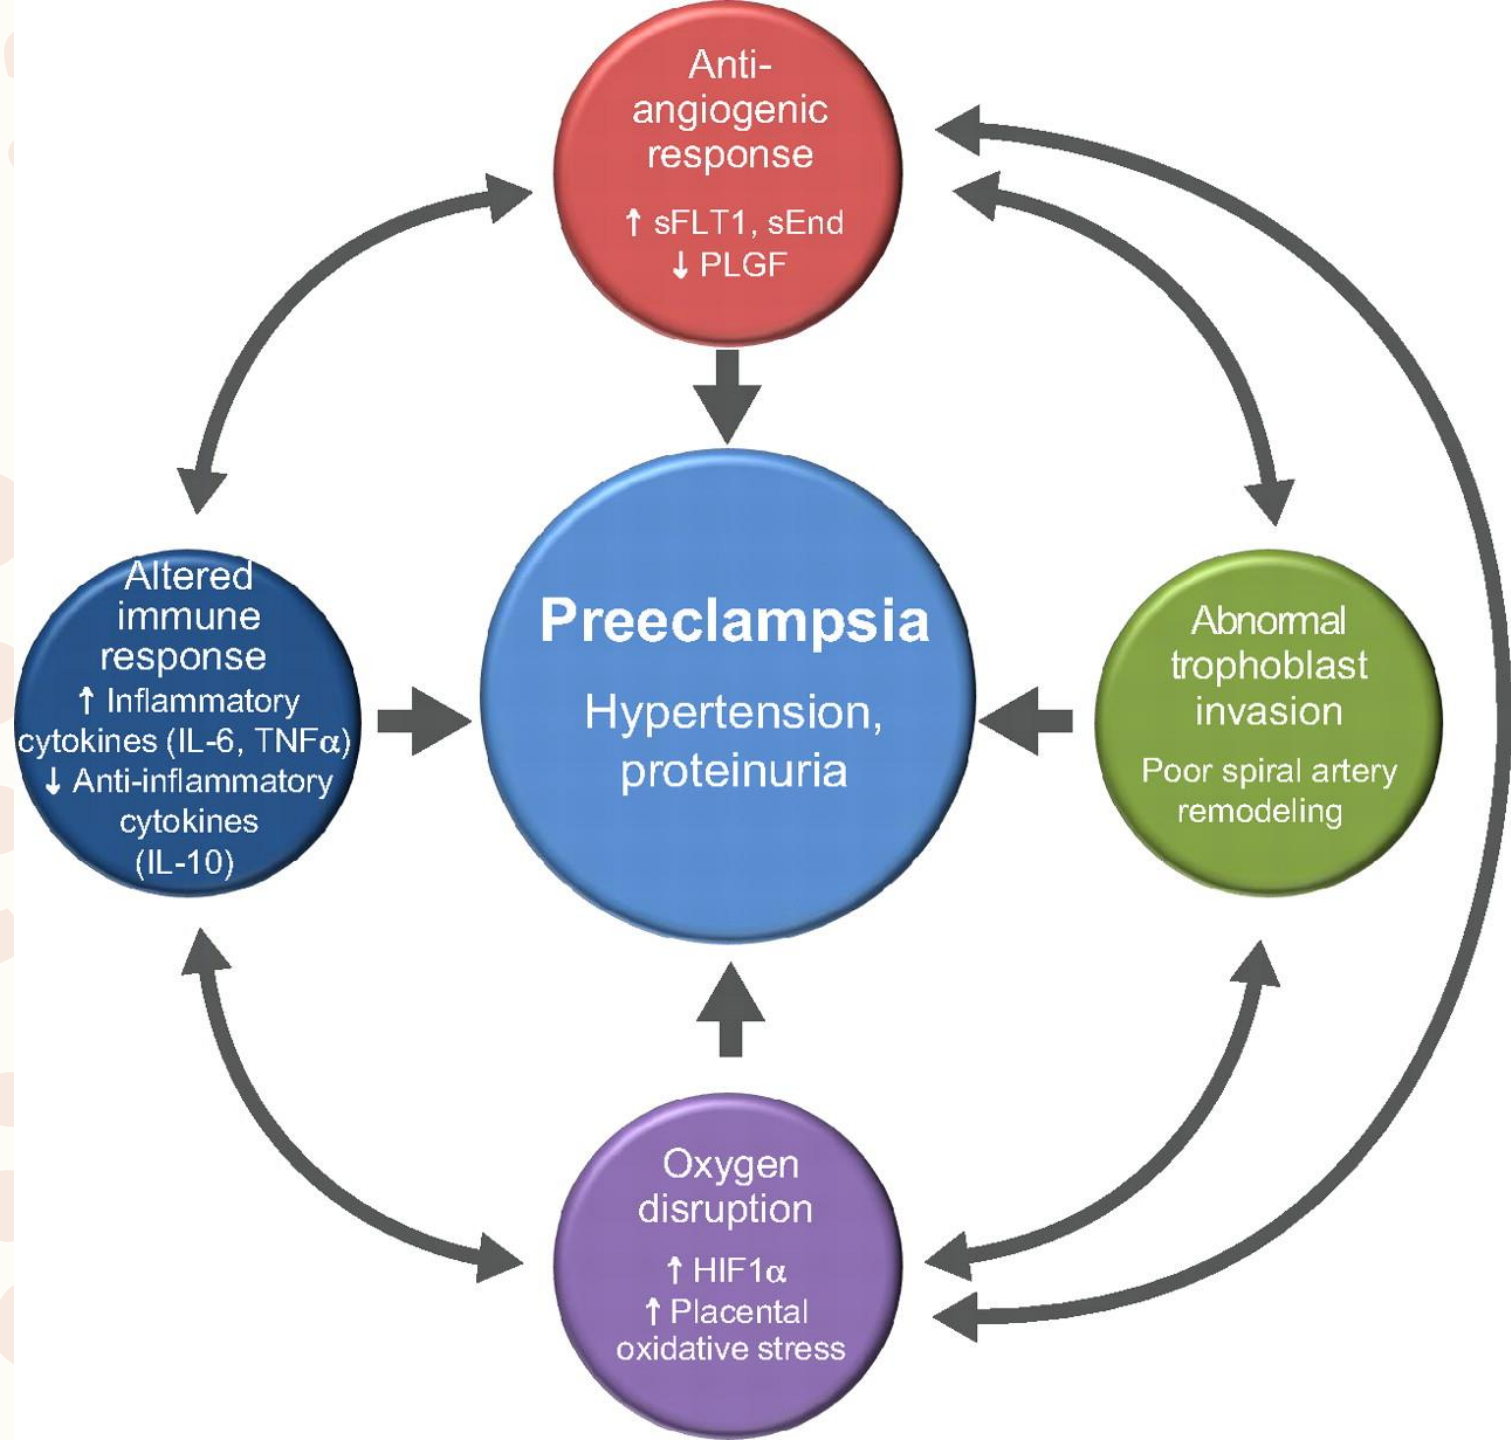 Anti-
angiogenic
response
↑ sFLT1, sEnd
↓ PLGF
Altered
immune
response
↑ Inflammatory
cytokines (IL-6, TNFα)
↓ Anti-inflammatory
cytokines
(IL-10)
Preeclampsia
Hypertension,
proteinuria
Abnormal
trophoblast
invasion
Poor spiral artery
remodeling
Oxygen
disruption
↑ HIF1α
↑ Placental
oxidative stress